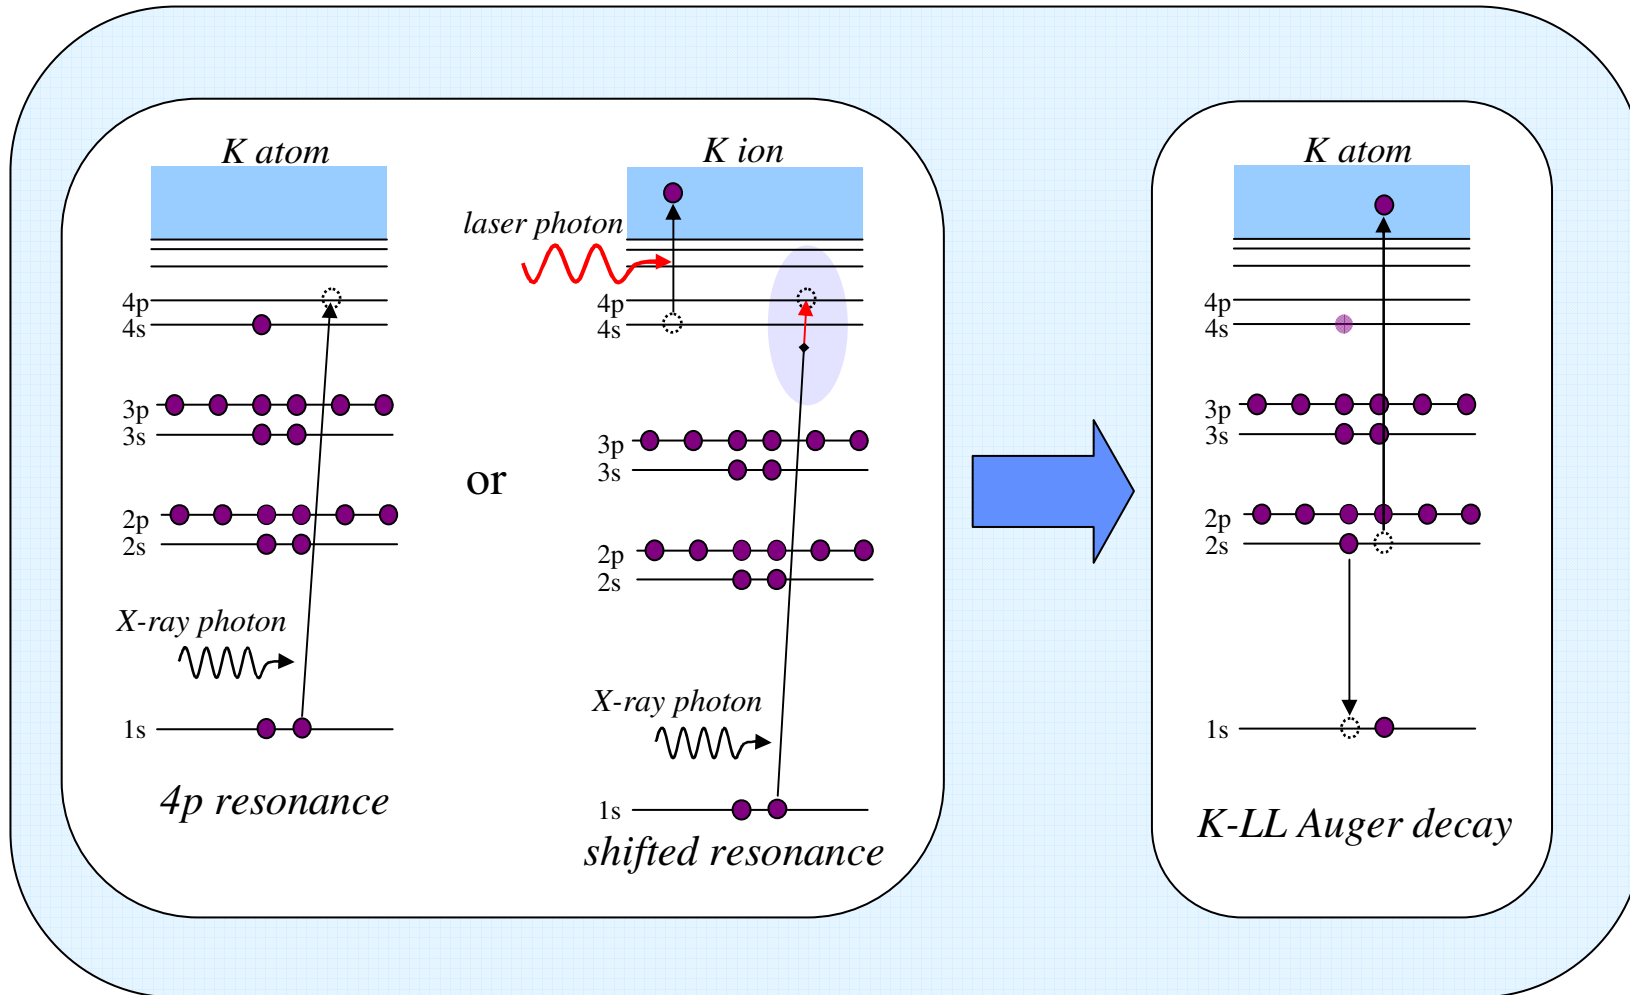 K atom
4p
4s
3p
3s
2p
2s
X-ray photon
1s
4p resonance
or
K ion
laser photon
4p
4s
3p
3s
2p
2s
X-ray photon
1s
shifted resonance
K atom
4p
4s
3p
3s
2p
2s
1s
K-LL Auger decay